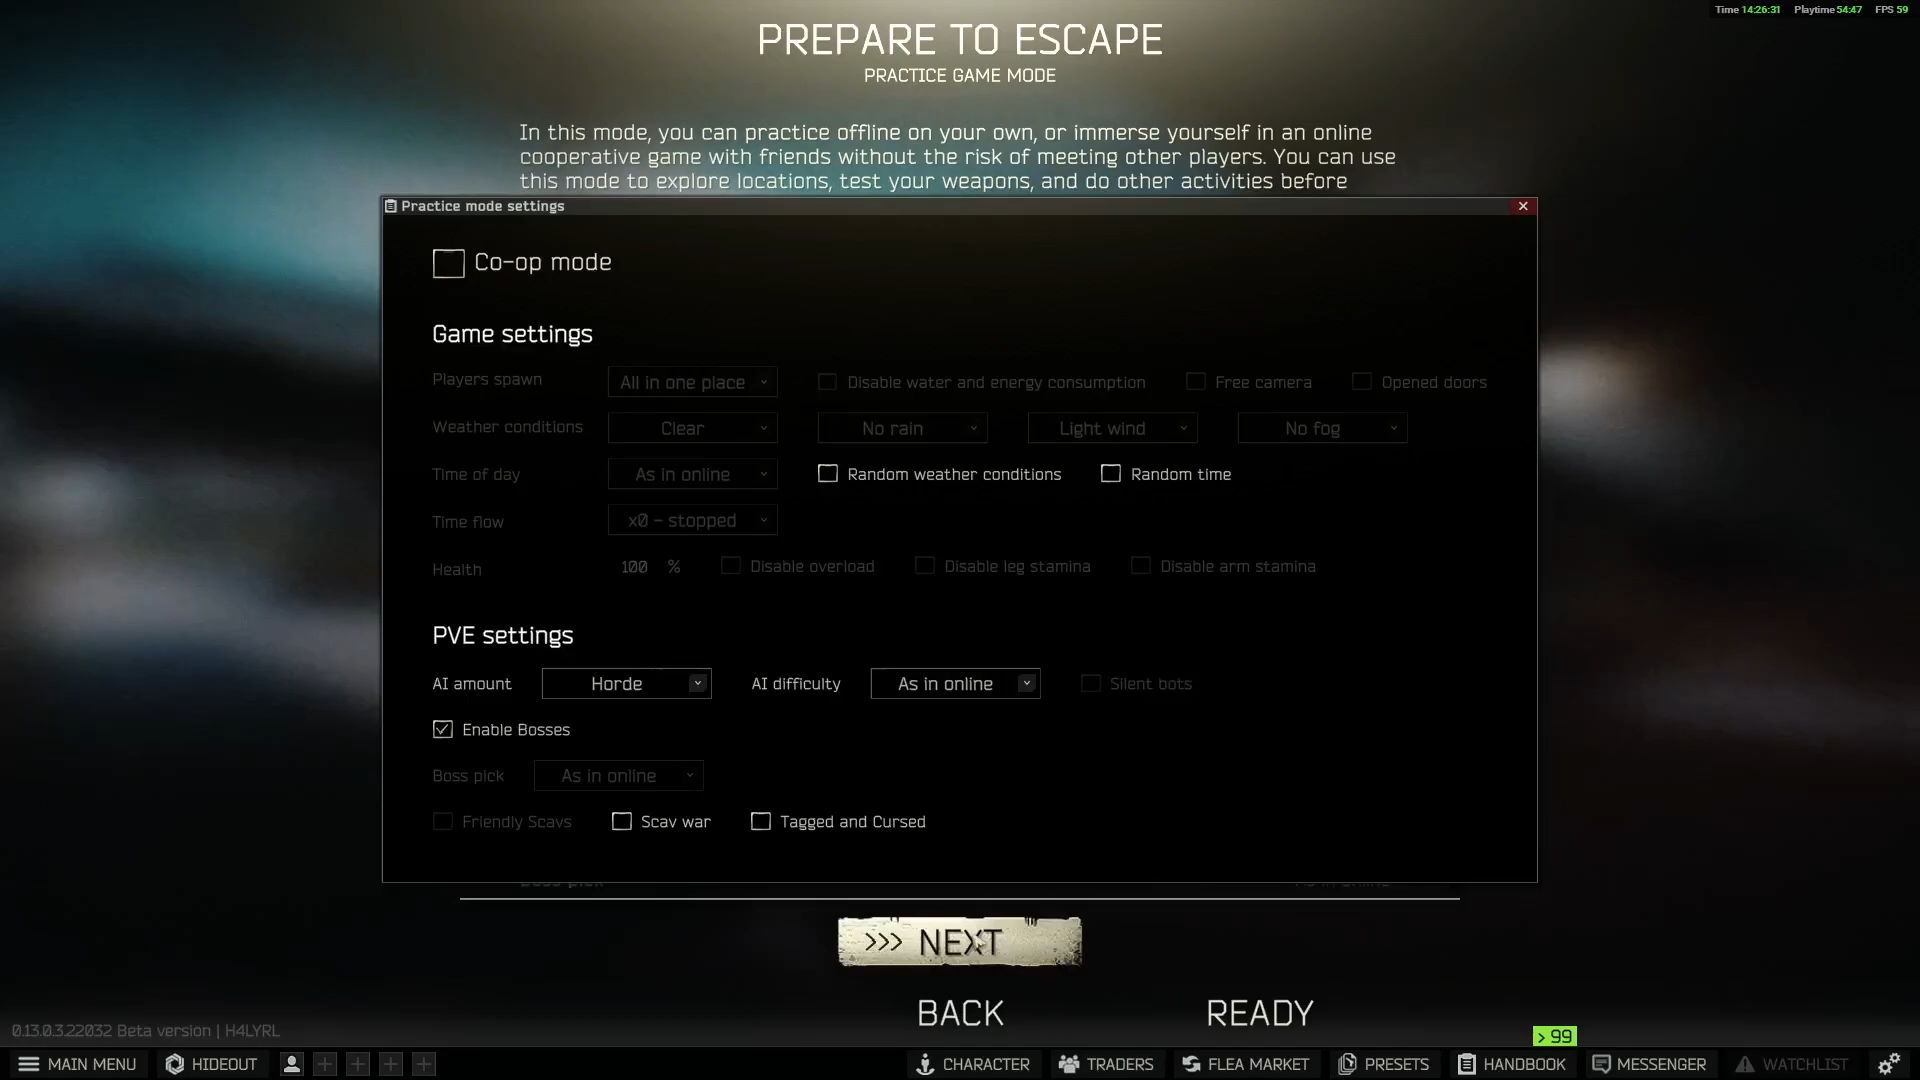 Time 14:26:31 Playtime 54:47 FPS 59
PREPARE TO ESCAPE
PRACTICE GAME MODE
In this mode, you can practice offline on your own, or immerse yourself in an online
cooperative game with friends without the risk of meeting other players. You can use
this mode to explore locations, test your weapons, and do other activities before
Practice mode settings
Co-op mode
Game settings
Players spawn All in one place Disable water and energy consumption Free camera Opened doors
Weather conditions Clear No rain Light wind No fog
Time of day As in online Random weather conditions Random time
Time flow x0 - stopped
Health 100 % Disable overload Disable leg stamina Disable arm stamina
PVE settings
AI amount Horde AI difficulty As in online Silent bots
Enable Bosses
Boss pick As in online
Friendly Scavs Scav war Tagged and Cursed
Boss pick As in online
>>> NEXT
BACK READY
0.13.0.3.22032 Beta version | H4LYRL
> 99
MAIN MENU HIDEOUT CHARACTER TRADERS FLEA MARKET PRESETS HANDBOOK MESSENGER WATCHLIST